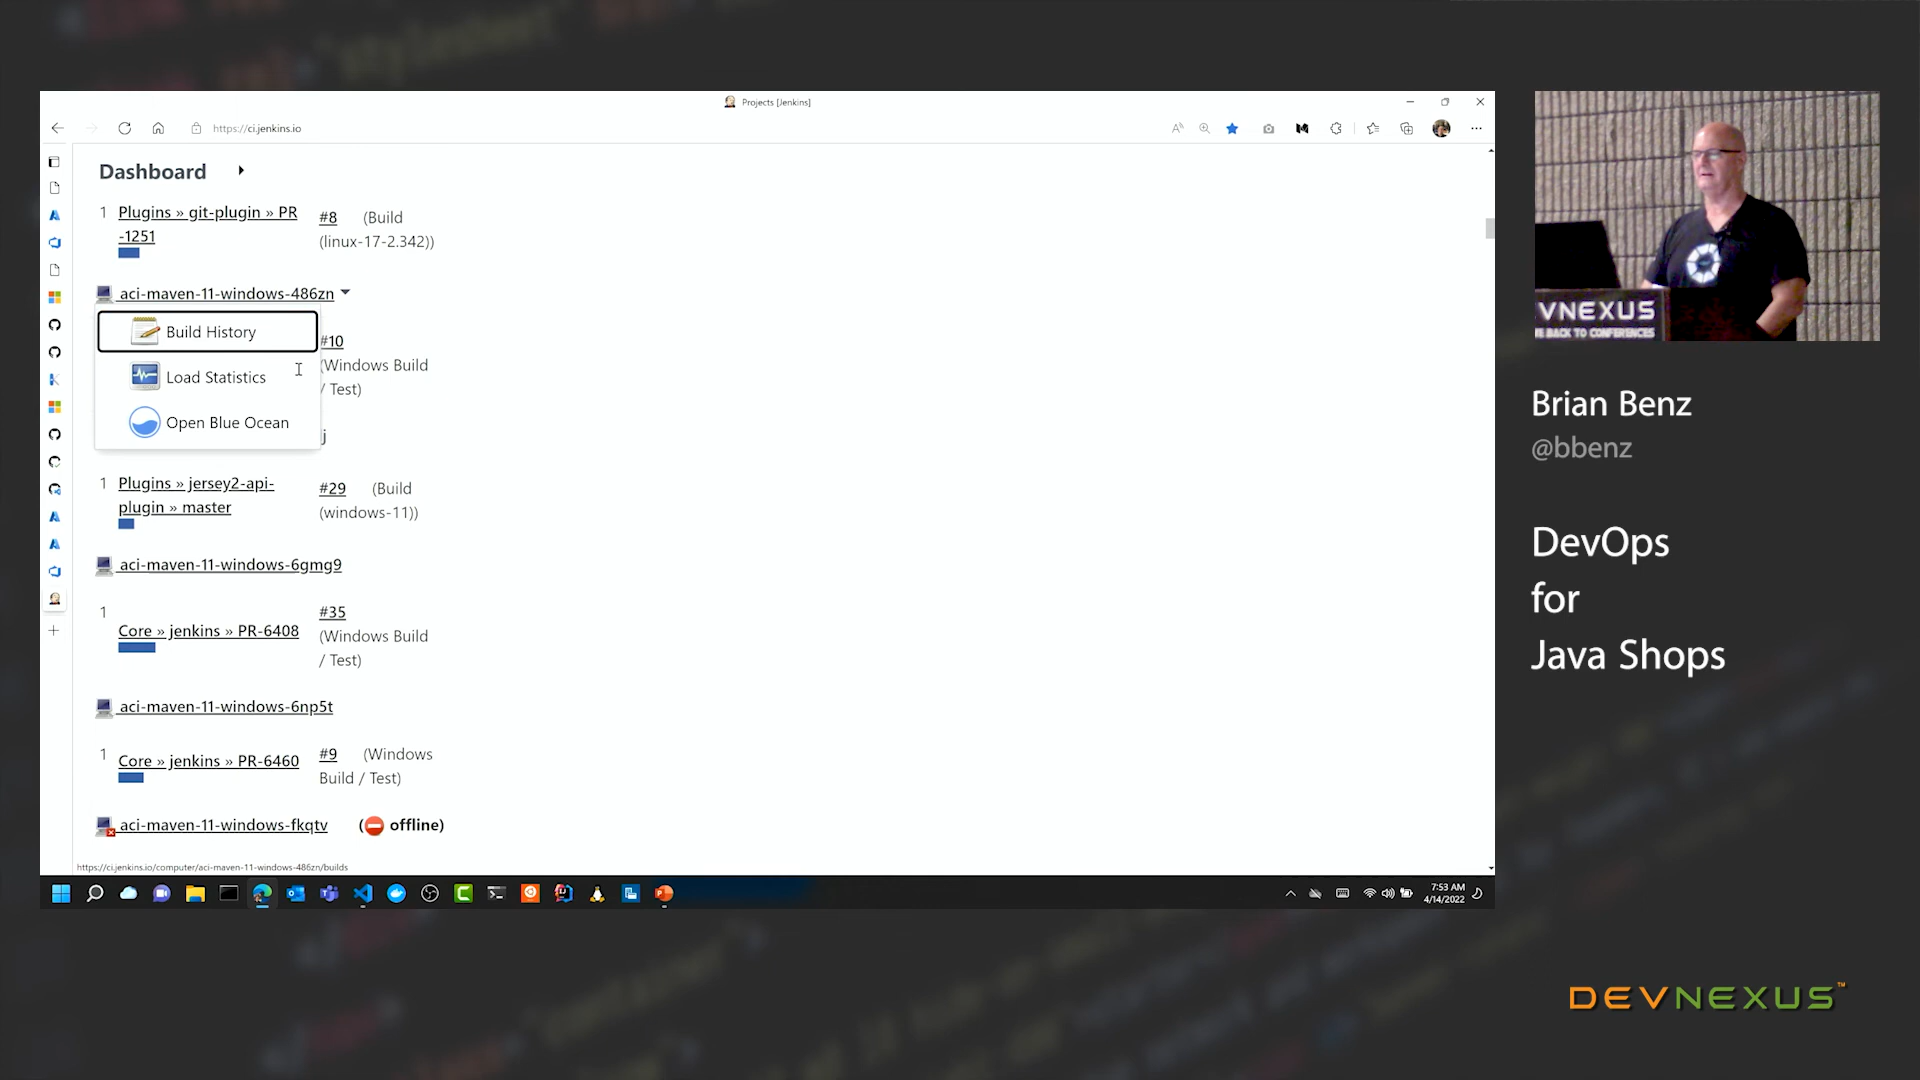 Projects [Jenkins]
https://ci.jenkins.io
Dashboard
1 Plugins » git-plugin » PR
-1251
#8 (Build
(linux-17-2.342))
aci-maven-11-windows-486zn
Build History
Load Statistics
Open Blue Ocean
#10
(Windows Build
/ Test)
j
1 Plugins » jersey2-api-
plugin » master
#29 (Build
(windows-11))
aci-maven-11-windows-6gmg9
1
Core » jenkins » PR-6408
#35
(Windows Build
/ Test)
aci-maven-11-windows-6np5t
1
Core » jenkins » PR-6460
#9 (Windows
Build / Test)
aci-maven-11-windows-fkqtv (offline)
https://ci.jenkins.io/computer/aci-maven-11-windows-486zn/builds
7:53 AM
4/14/2022
VNEXUS
BACK TO CONFERENCES
Brian Benz
@bbenz
DevOps
for
Java Shops
DEVNEXUS™